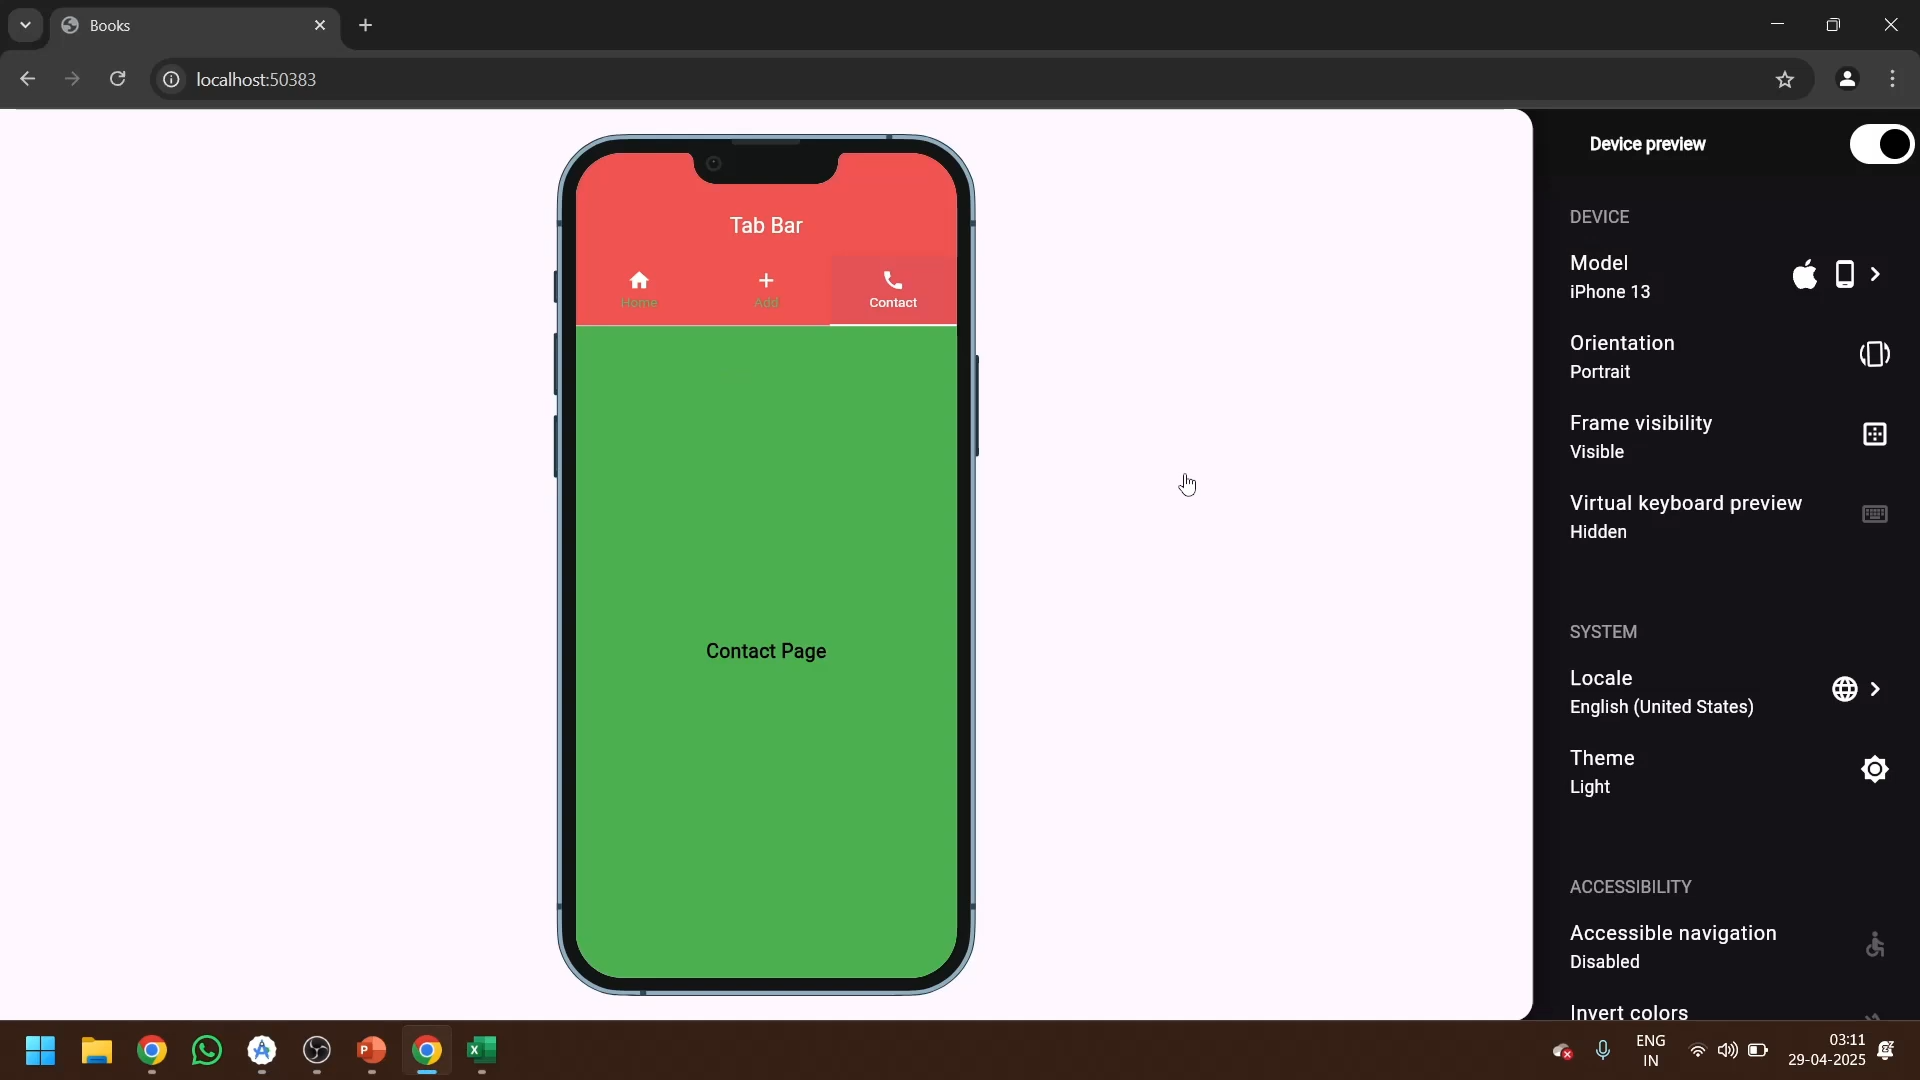 Books
localhost:50383
Device preview
Tab Bar
Home
Add
Contact
Contact Page
DEVICE
Model
iPhone 13
Orientation
Portrait
Frame visibility
Visible
Virtual keyboard preview
Hidden
SYSTEM
Locale
English (United States)
Theme
Light
ACCESSIBILITY
Accessible navigation
Disabled
Invert colors
ENG
IN
03:11
29-04-2025